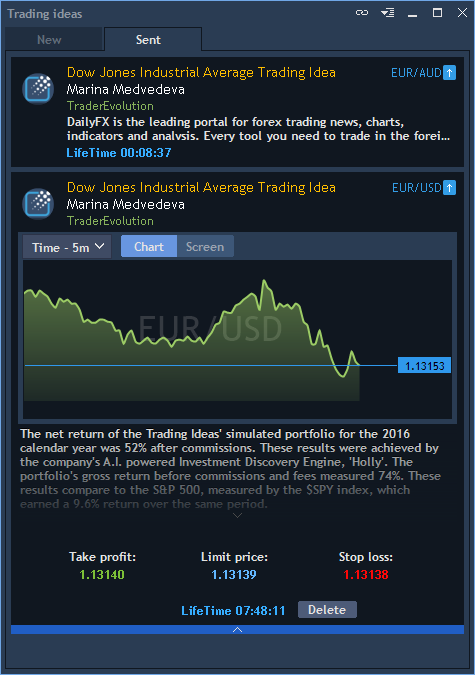 Trading ideas
New
Sent
Dow Jones Industrial Average Trading Idea
EUR/AUD
Marina Medvedeva
TraderEvolution
DailyFX is the leading portal for forex trading news, charts,
indicators and analysis. Every tool you need to trade in the forei...
LifeTime 00:08:37
Dow Jones Industrial Average Trading Idea
EUR/USD
Marina Medvedeva
TraderEvolution
Time - 5m
Chart
Screen
EUR/USD
1.13153
The net return of the Trading Ideas' simulated portfolio for the 2016
calendar year was 52% after commissions. These results were achieved by
the company's A.I. powered Investment Discovery Engine, 'Holly'. The
portfolio's gross return before commissions and fees measured 74%. These
results compare to the S&P 500, measured by the $SPY index, which
earned a 9.6% return over the same period.
Take profit:
Limit price:
Stop loss:
1.13140
1.13139
1.13138
LifeTime 07:48:11
Delete